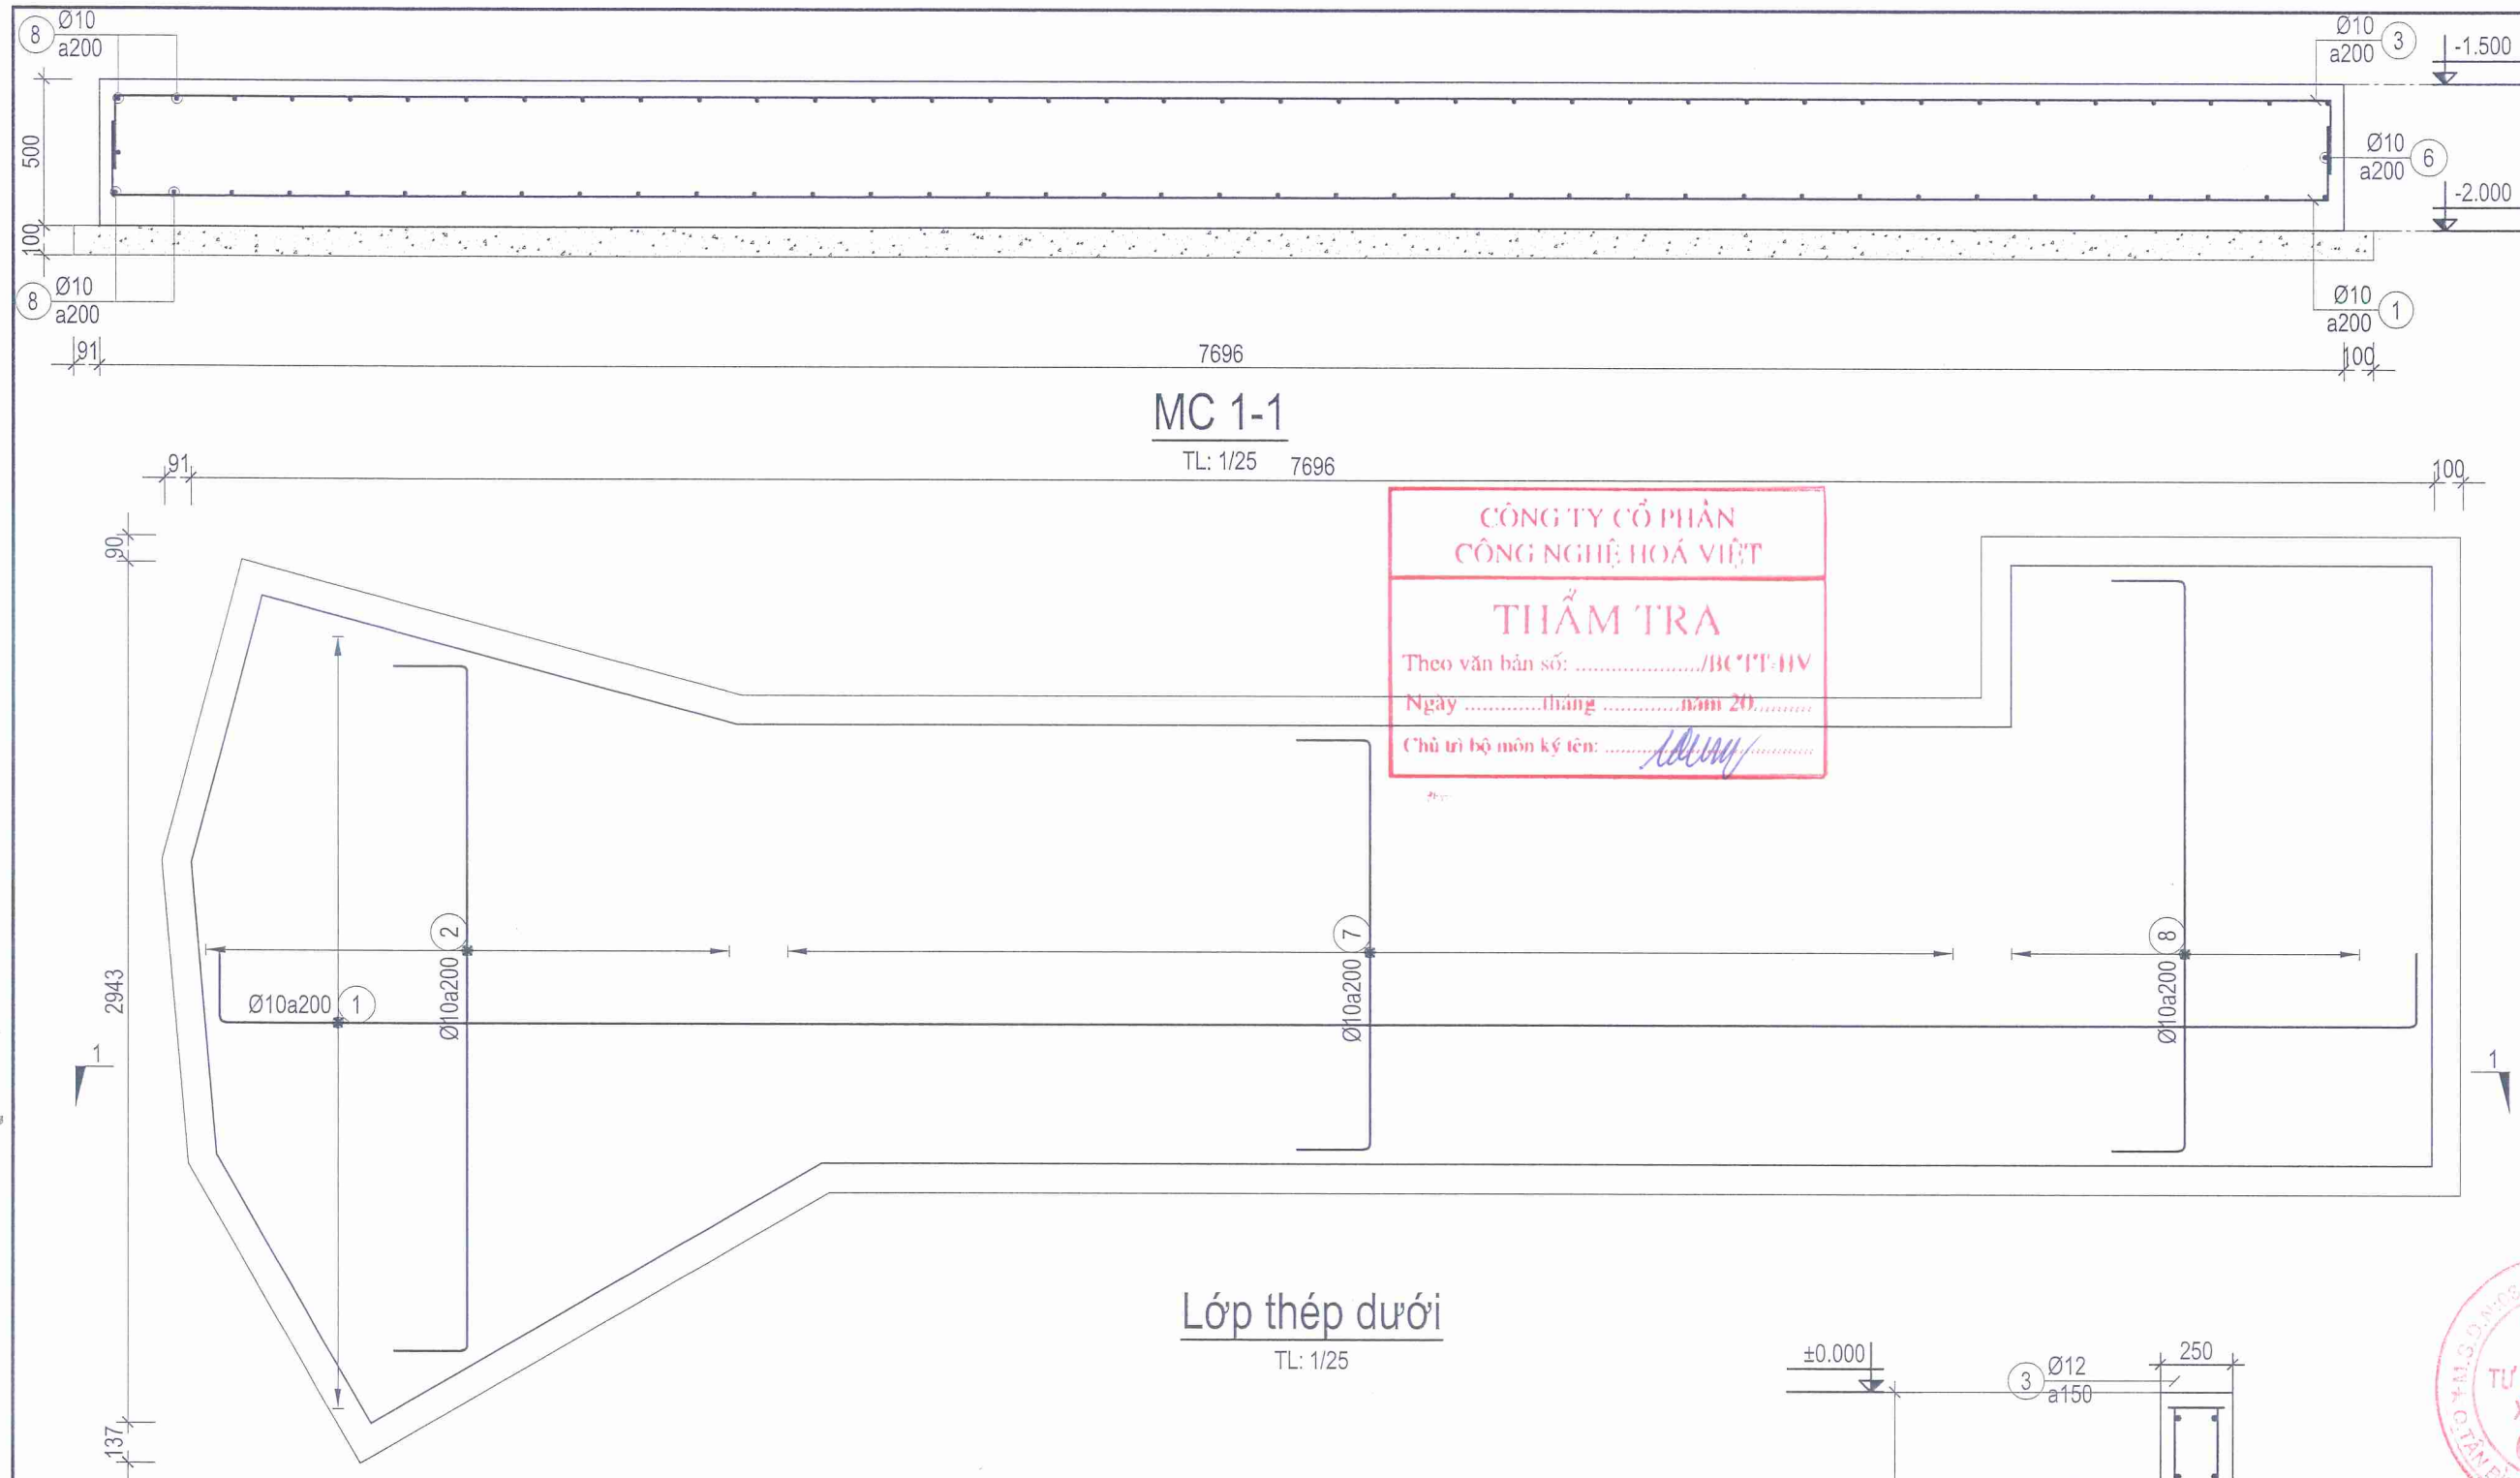 8 Ø10
a200
Ø10 3
a200
-1.500
500
Ø10 6
a200
-2.000
100
8 Ø10
a200
Ø10 1
a200
91
7696
100
MC 1-1
TL: 1/25
91
7696
100
90
CÔNG TY CỔ PHẦN
CÔNG NGHỆ HOÁ VIỆT
THẨM TRA
Theo văn bản số: ...................../BCTT-HV
Ngày .............tháng .............năm 20..........
Chủ trì bộ môn ký tên: ...................................
2943
Ø10a200 1
Ø10a200 2
Ø10a200 7
Ø10a200 8
1
1
137
Lớp thép dưới
TL: 1/25
±0.000
3 Ø12
a150
250
TƯ